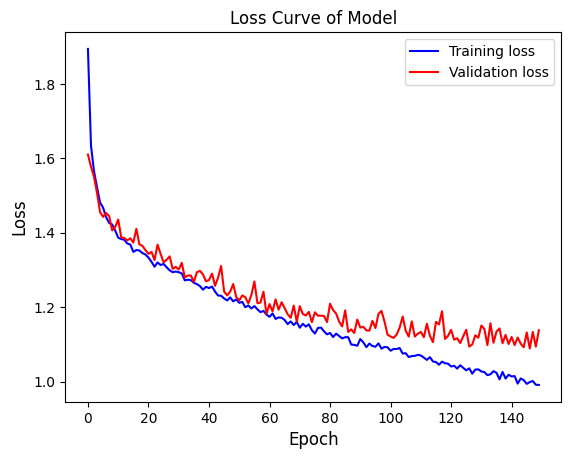 Loss Curve of Model
Training loss
Validation loss
Loss
1.8
1.6
1.4
1.2
1.0
0 20 40 60 80 100 120 140
Epoch